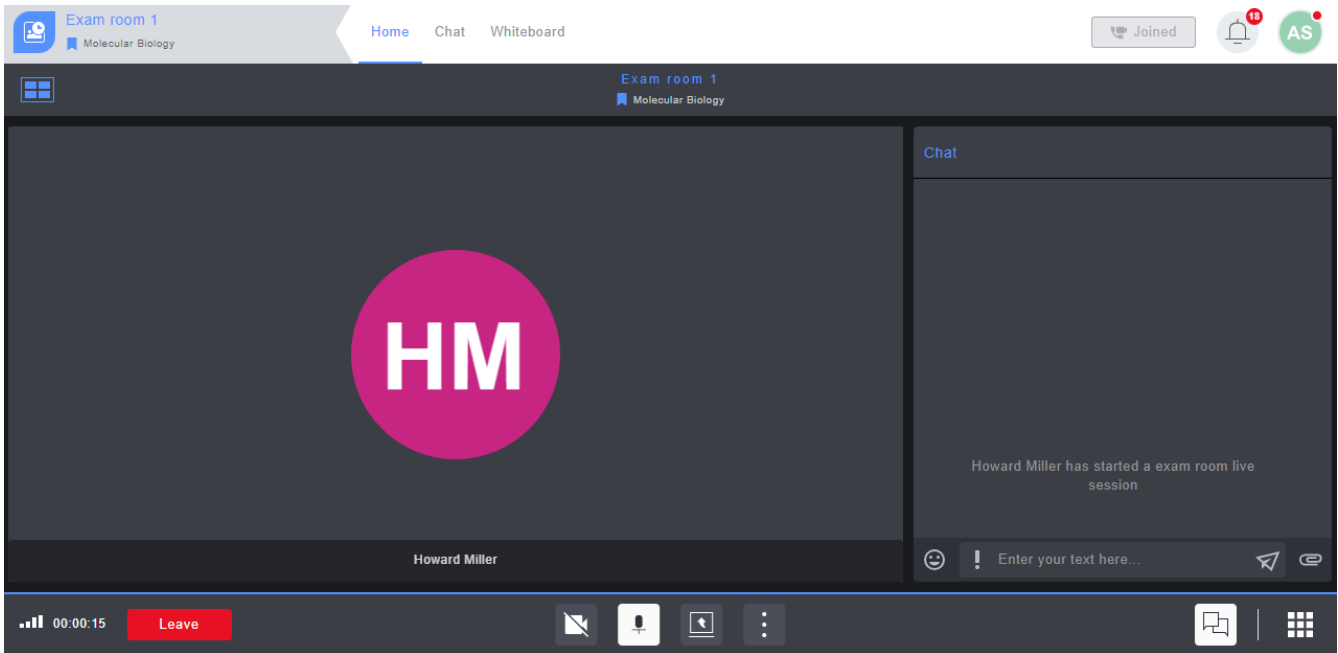 Exam room 1
Molecular Biology
Home Chat Whiteboard
Joined
18
AS
Exam room 1
Molecular Biology
Chat
HM
Howard Miller has started a exam room live
session
Howard Miller
Enter your text here...
00:00:15
Leave